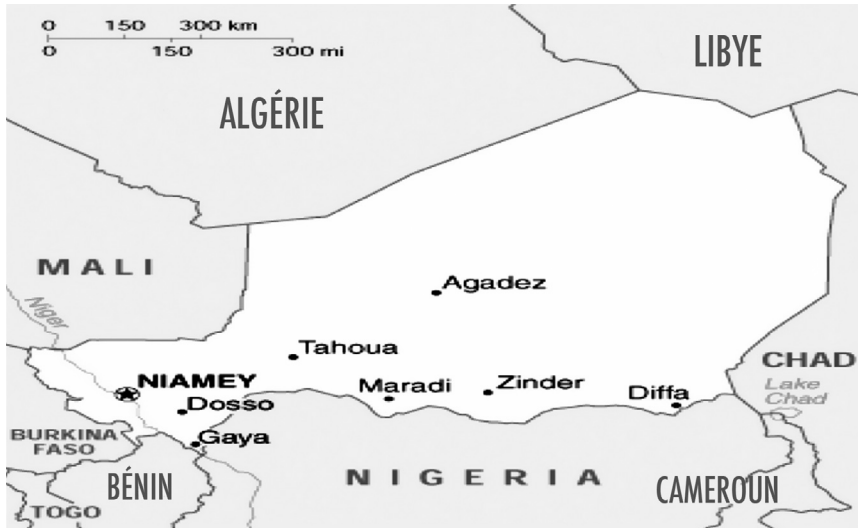 0 150 300 km
0 150 300 mi
LIBYE
ALGÉRIE
MALI
Niger
Agadez
Tahoua
CHAD
Lake
Chad
NIAMEY
Maradi
Zinder
Diffa
Dosso
BURKINA
FASO
Gaya
BÉNIN
NIGERIA
CAMEROUN
TOGO